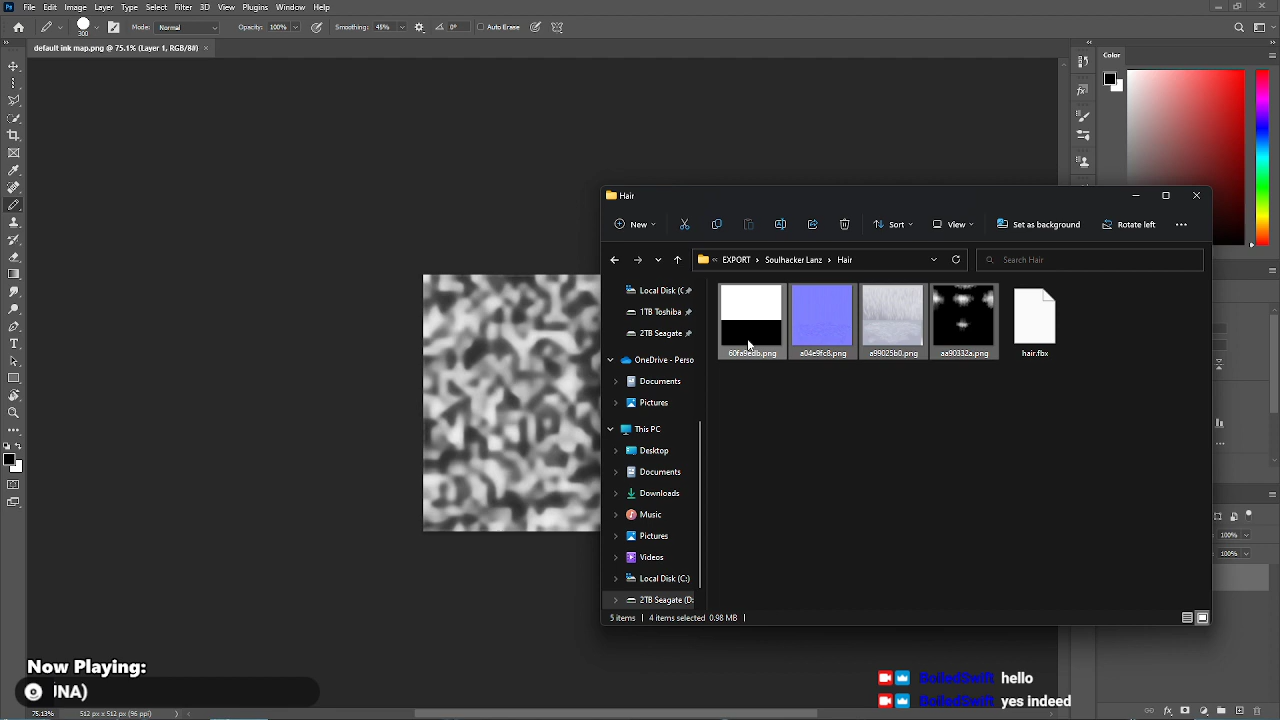 File Edit Image Layer Type Select Filter 3D View Plugins Window Help
300 Mode: Normal Opacity: 100% Smoothing: 45% 0° Auto Erase
default ink map.png @ 75.1% (Layer 1, RGB/8#) ×
Color
Hair
New Sort View Set as background Rotate left
EXPORT Soulhacker Lanz Hair Search Hair
Local Disk (C
1TB Toshiba
2TB Seagate
OneDrive - Perso
Documents
Pictures
This PC
Desktop
Documents
Downloads
Music
Pictures
Videos
Local Disk (C:)
2TB Seagate (D:
60fa9edb.png a04e9fc8.png a99025b0.png aa90332a.png hair.fbx
5 items 4 items selected 0.98 MB
100%
100%
Now Playing:
INA)
BoiledSwift hello
BoiledSwift yes indeed
75.13% 512 px x 512 px (96 ppi)